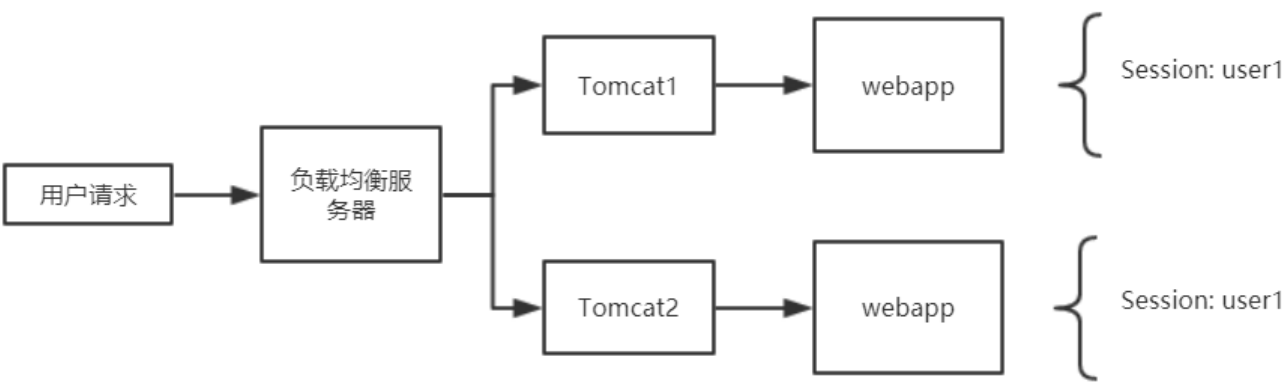 Tomcat1
webapp
Session: user1
用户请求
负载均衡服
务器
Tomcat2
webapp
Session: user1